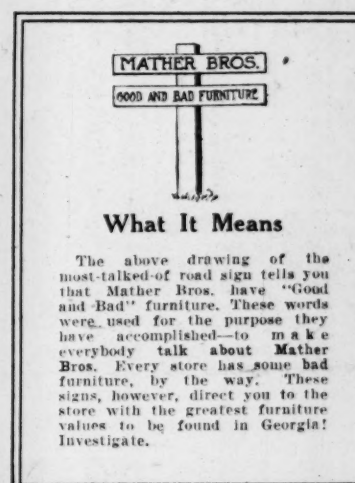 MATHER BROS.
GOOD AND BAD FURNITURE
What It Means
The above drawing of the
most-talked-of road sign tells you
that Mather Bros. have "Good
and Bad" furniture. These words
were used for the purpose they
have accomplished—to make
everybody talk about Mather
Bros. Every store has some bad
furniture, by the way. These
signs, however, direct you to the
store with the greatest furniture
values to be found in Georgia!
Investigate.